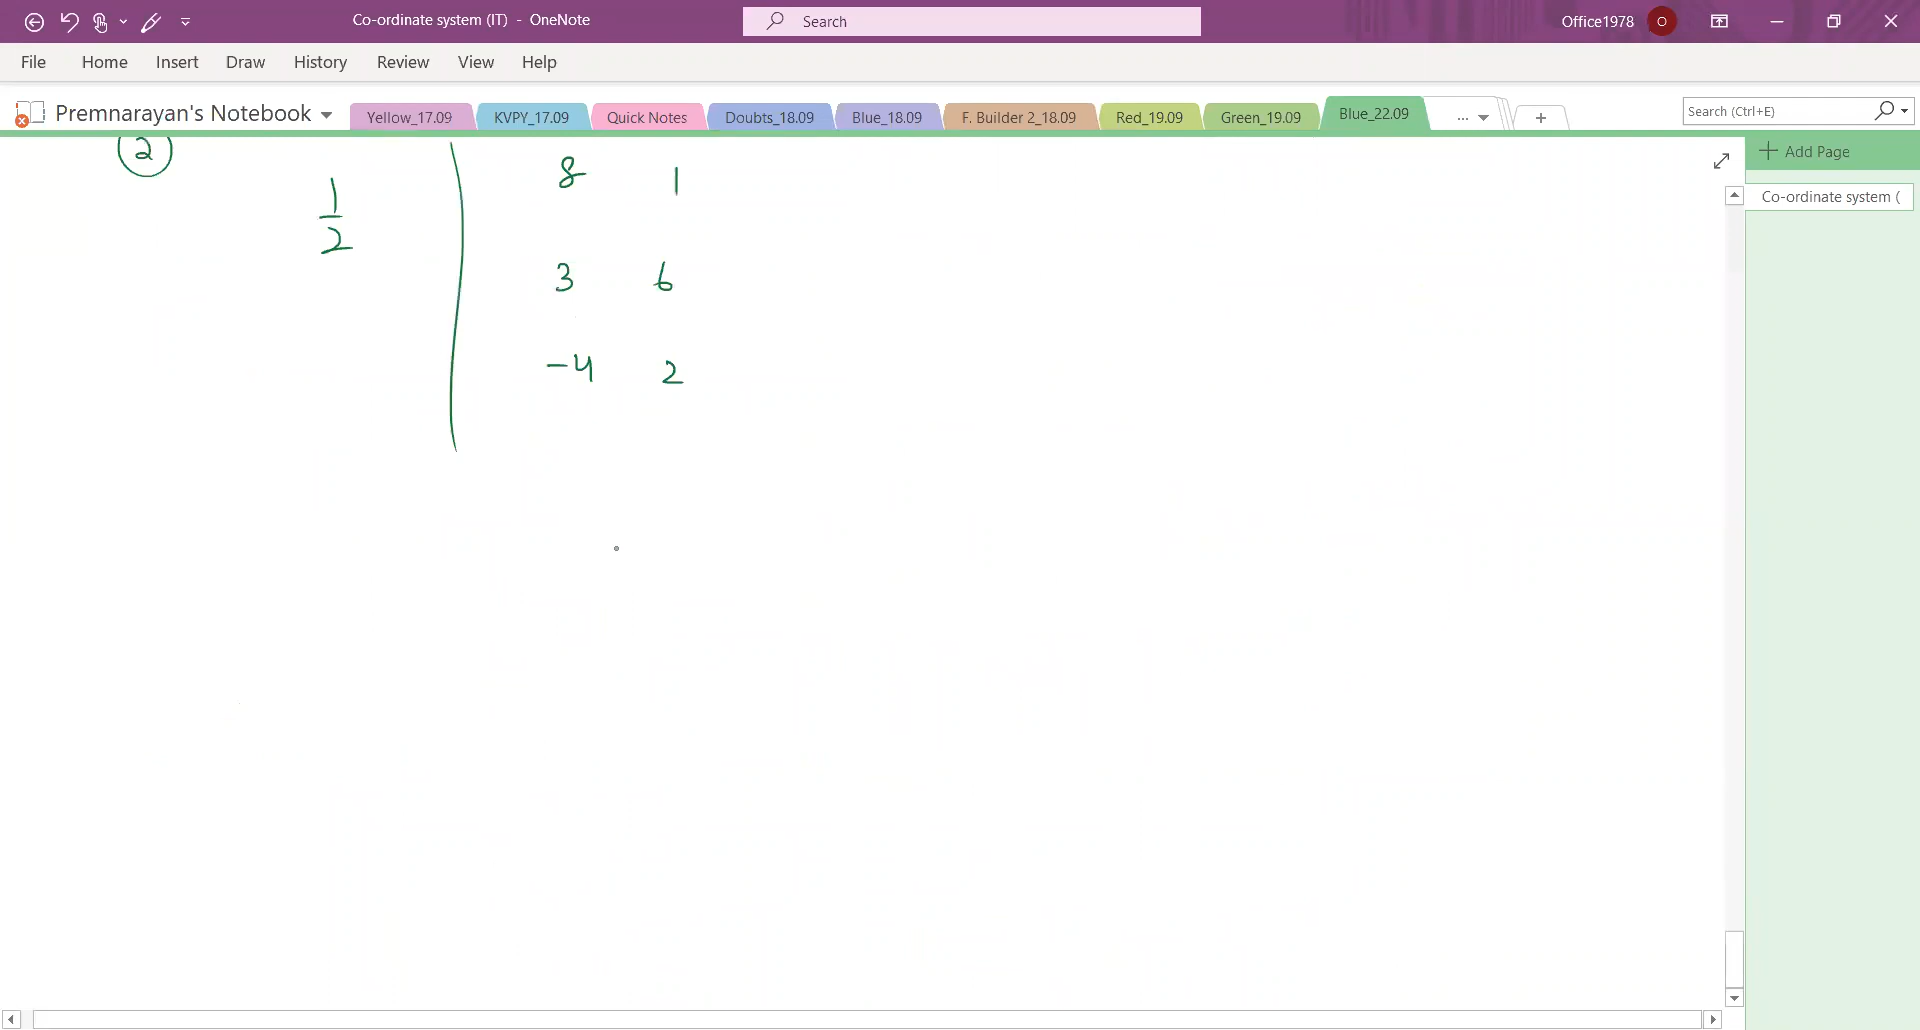 Co-ordinate system (IT) - OneNote
Search
Office1978
O
File Home Insert Draw History Review View Help
Premnarayan's Notebook
Yellow_17.09 KVPY_17.09 Quick Notes Doubts_18.09 Blue_18.09 F. Builder 2_18.09 Red_19.09 Green_19.09 Blue_22.09 ... +
Search (Ctrl+E)
Add Page
Co-ordinate system (
2
1
2
8 1
3 6
-4 2